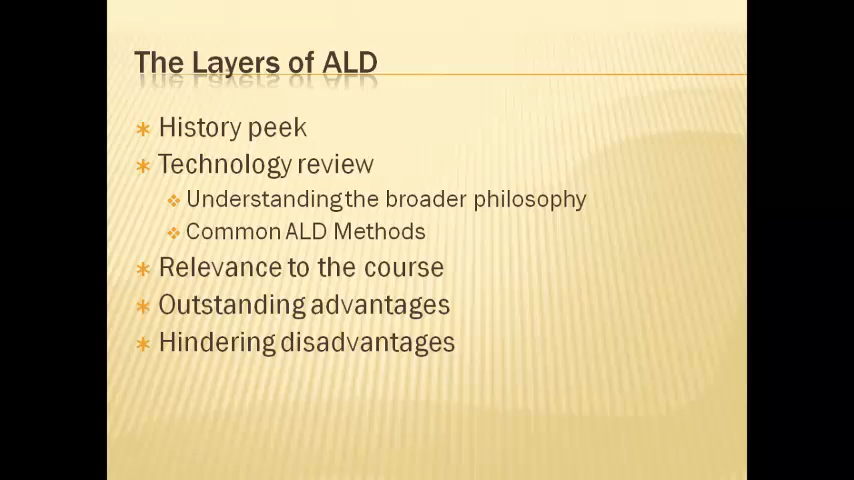 The Layers of ALD
History peek
Technology review
Understanding the broader philosophy
Common ALD Methods
Relevance to the course
Outstanding advantages
Hindering disadvantages